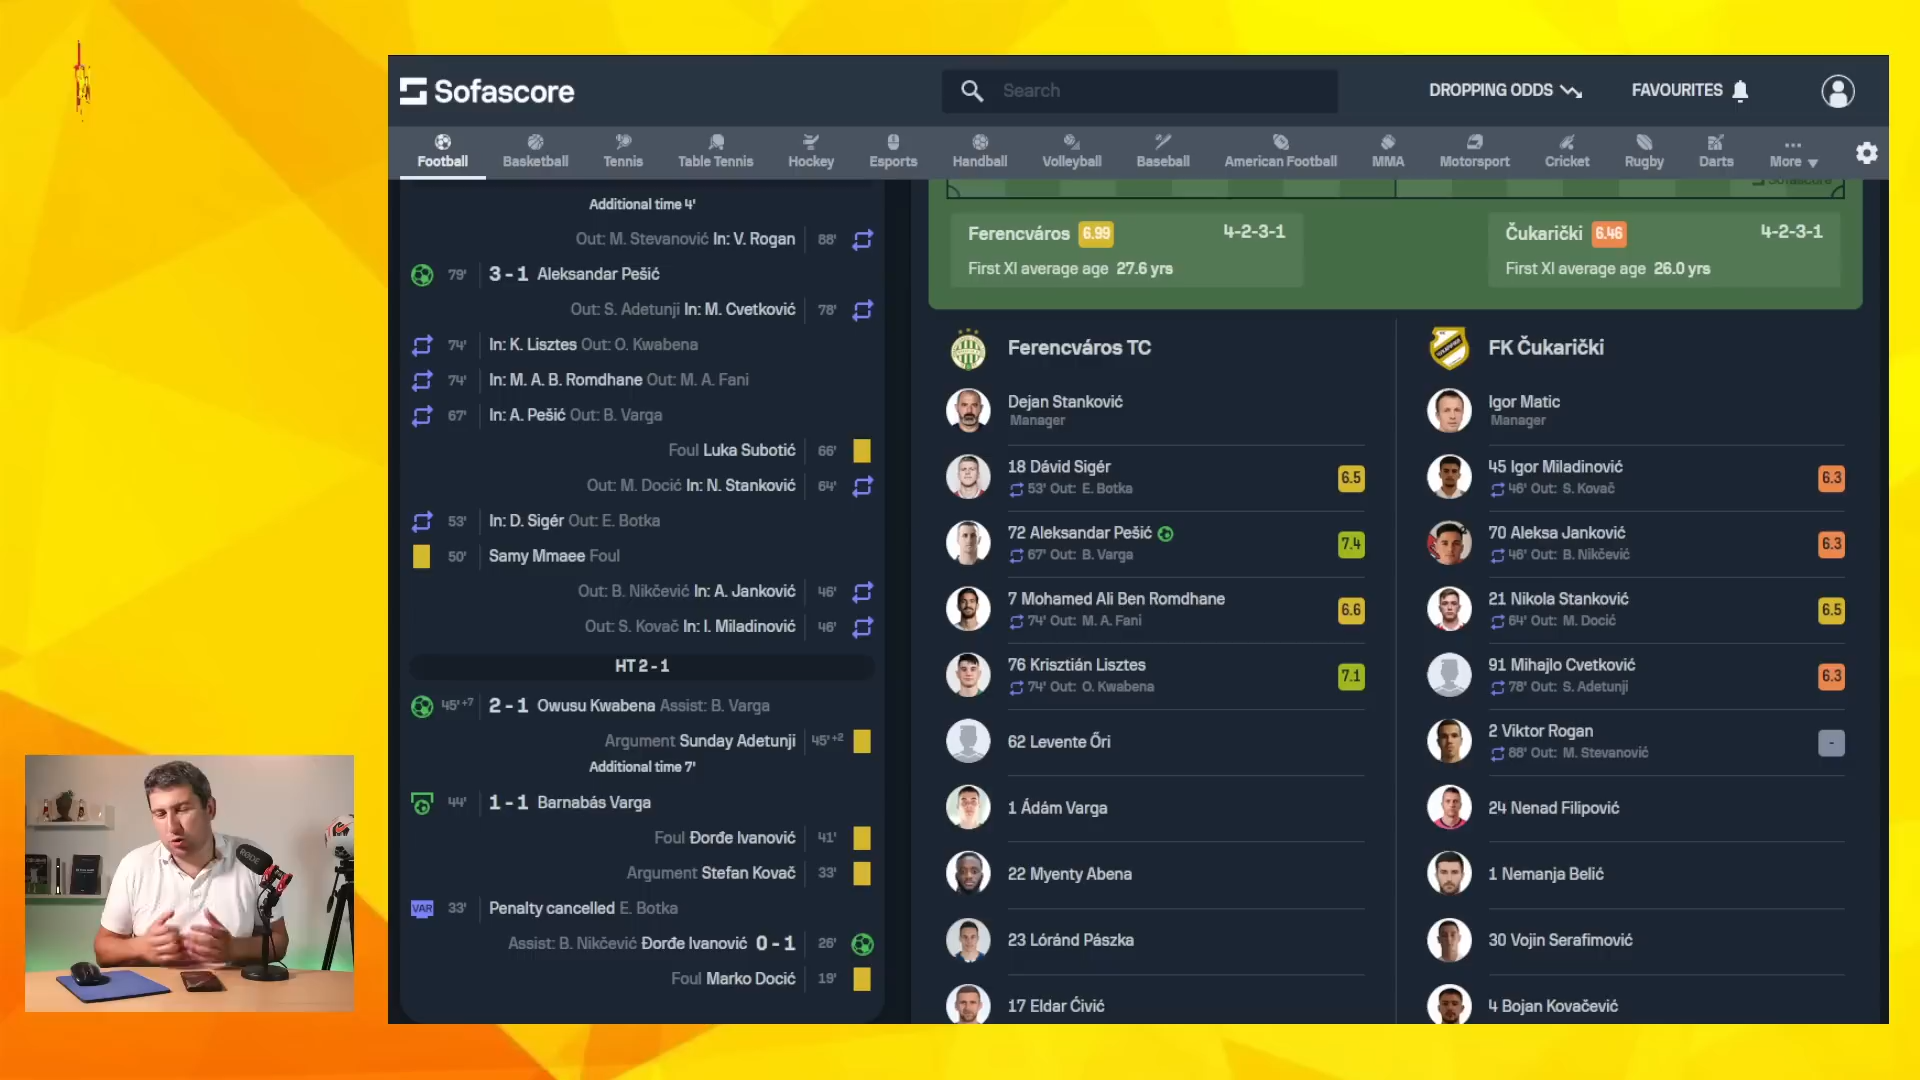 Sofascore
Search
DROPPING ODDS
FAVOURITES
Football
Basketball
Tennis
Table Tennis
Hockey
Esports
Handball
Volleyball
Baseball
American Football
MMA
Motorsport
Cricket
Rugby
Darts
More
Additional time 4'
Out: M. Stevanović In: V. Rogan 88'
79' 3 - 1 Aleksandar Pešić
Out: S. Adetunji In: M. Cvetković 78'
74' In: K. Lisztes Out: O. Kwabena
74' In: M. A. B. Romdhane Out: M. A. Fani
67' In: A. Pešić Out: B. Varga
Foul Luka Subotić 66'
Out: M. Docić In: N. Stanković 64'
53' In: D. Sigér Out: E. Botka
50' Samy Mmaee Foul
Out: B. Nikčević In: A. Janković 46'
Out: S. Kovač In: I. Miladinović 46'
HT 2 - 1
45'+7 2 - 1 Owusu Kwabena Assist: B. Varga
Argument Sunday Adetunji 45'+2
Additional time 7'
44' 1 - 1 Barnabás Varga
Foul Đorđe Ivanović 41'
Argument Stefan Kovač 33'
VAR 33' Penalty cancelled E. Botka
Assist: B. Nikčević Đorđe Ivanović 0 - 1 26'
Foul Marko Docić 19'
Sofascore
Ferencváros 6.99 4-2-3-1
First XI average age 27.6 yrs
Čukarički 6.46 4-2-3-1
First XI average age 26.0 yrs
Ferencváros TC
Dejan Stanković
Manager
18 Dávid Sigér 6.5
53' Out: E. Botka
72 Aleksandar Pešić 7.4
67' Out: B. Varga
7 Mohamed Ali Ben Romdhane 6.6
74' Out: M. A. Fani
76 Krisztián Lisztes 7.1
74' Out: O. Kwabena
62 Levente Őri
1 Ádám Varga
22 Myenty Abena
23 Lóránd Pászka
17 Eldar Ćivić
FK Čukarički
Igor Matic
Manager
45 Igor Miladinović 6.3
46' Out: S. Kovač
70 Aleksa Janković 6.3
46' Out: B. Nikčević
21 Nikola Stanković 6.5
64' Out: M. Docić
91 Mihajlo Cvetković 6.3
78' Out: S. Adetunji
2 Viktor Rogan -
88' Out: M. Stevanović
24 Nenad Filipović
1 Nemanja Belić
30 Vojin Serafimović
4 Bojan Kovačević
RØDE